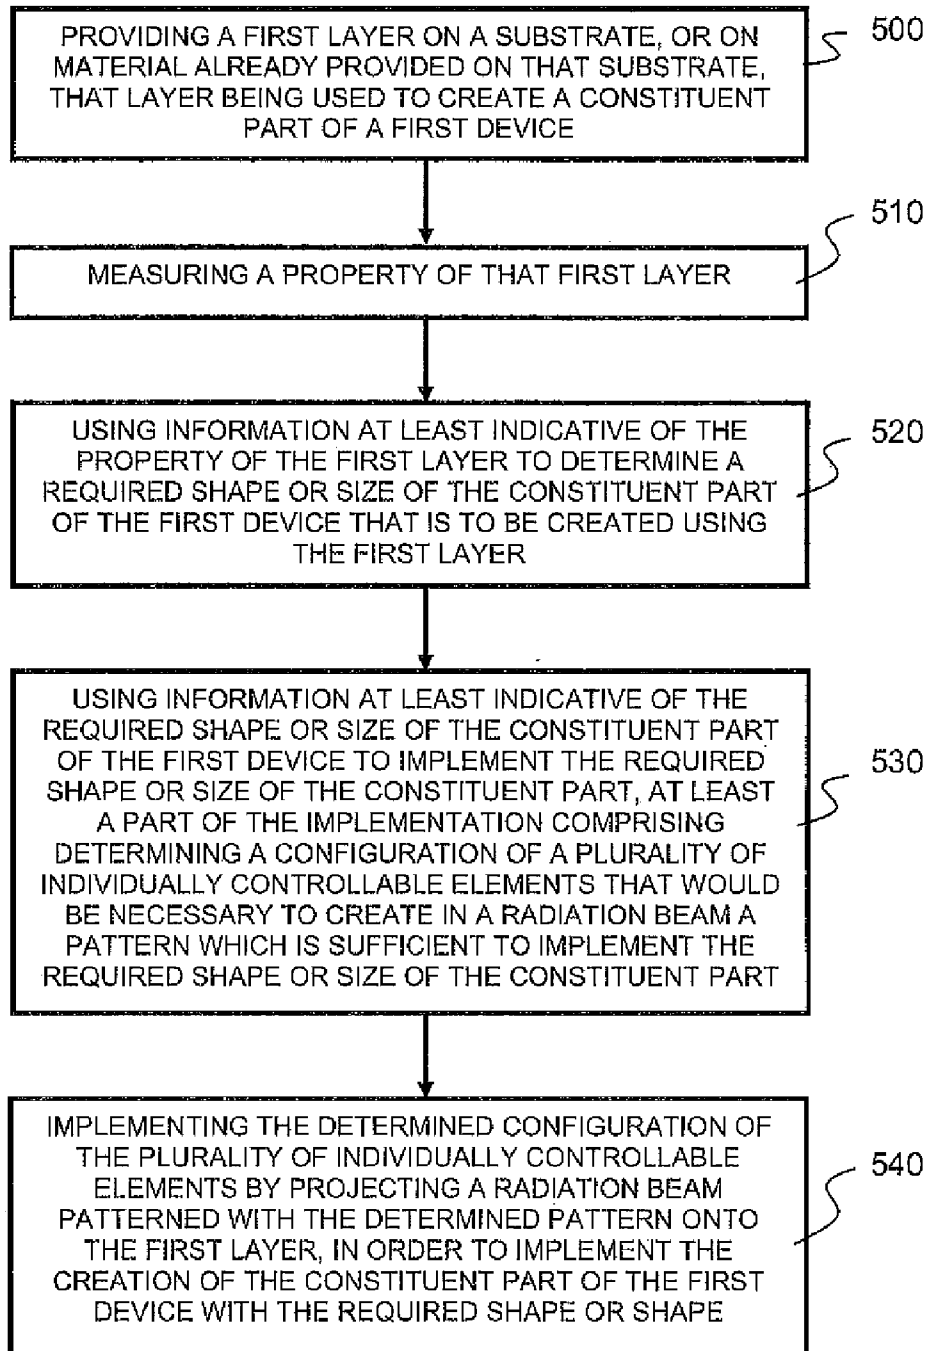 PROVIDING A FIRST LAYER ON A SUBSTRATE, OR ON
MATERIAL ALREADY PROVIDED ON THAT SUBSTRATE,
THAT LAYER BEING USED TO CREATE A CONSTITUENT
PART OF A FIRST DEVICE
500
MEASURING A PROPERTY OF THAT FIRST LAYER
510
USING INFORMATION AT LEAST INDICATIVE OF THE
PROPERTY OF THE FIRST LAYER TO DETERMINE A
REQUIRED SHAPE OR SIZE OF THE CONSTITUENT PART
OF THE FIRST DEVICE THAT IS TO BE CREATED USING
THE FIRST LAYER
520
USING INFORMATION AT LEAST INDICATIVE OF THE
REQUIRED SHAPE OR SIZE OF THE CONSTITUENT PART
OF THE FIRST DEVICE TO IMPLEMENT THE REQUIRED
SHAPE OR SIZE OF THE CONSTITUENT PART, AT LEAST
A PART OF THE IMPLEMENTATION COMPRISING
DETERMINING A CONFIGURATION OF A PLURALITY OF
INDIVIDUALLY CONTROLLABLE ELEMENTS THAT WOULD
BE NECESSARY TO CREATE IN A RADIATION BEAM A
PATTERN WHICH IS SUFFICIENT TO IMPLEMENT THE
REQUIRED SHAPE OR SIZE OF THE CONSTITUENT PART
530
IMPLEMENTING THE DETERMINED CONFIGURATION OF
THE PLURALITY OF INDIVIDUALLY CONTROLLABLE
ELEMENTS BY PROJECTING A RADIATION BEAM
PATTERNED WITH THE DETERMINED PATTERN ONTO
THE FIRST LAYER, IN ORDER TO IMPLEMENT THE
CREATION OF THE CONSTITUENT PART OF THE FIRST
DEVICE WITH THE REQUIRED SHAPE OR SHAPE
540